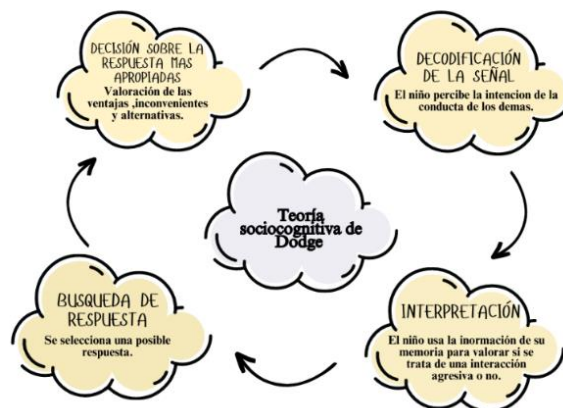 DECISIÓN SOBRE LA
RESPUESTA MAS
APROPIADAS
Valoración de las
ventajas ,inconvenientes
y alternativas.
DECODIFICACIÓN
DE LA SEÑAL
El niño percibe la intencion de la
conducta de los demas.
Teoría
sociocognitiva de
Dodge
BUSQUEDA DE
RESPUESTA
Se selecciona una posible
respuesta.
INTERPRETACIÓN
El niño usa la inormación de su
memoria para valorar si se
trata de una interacción
agresiva o no.